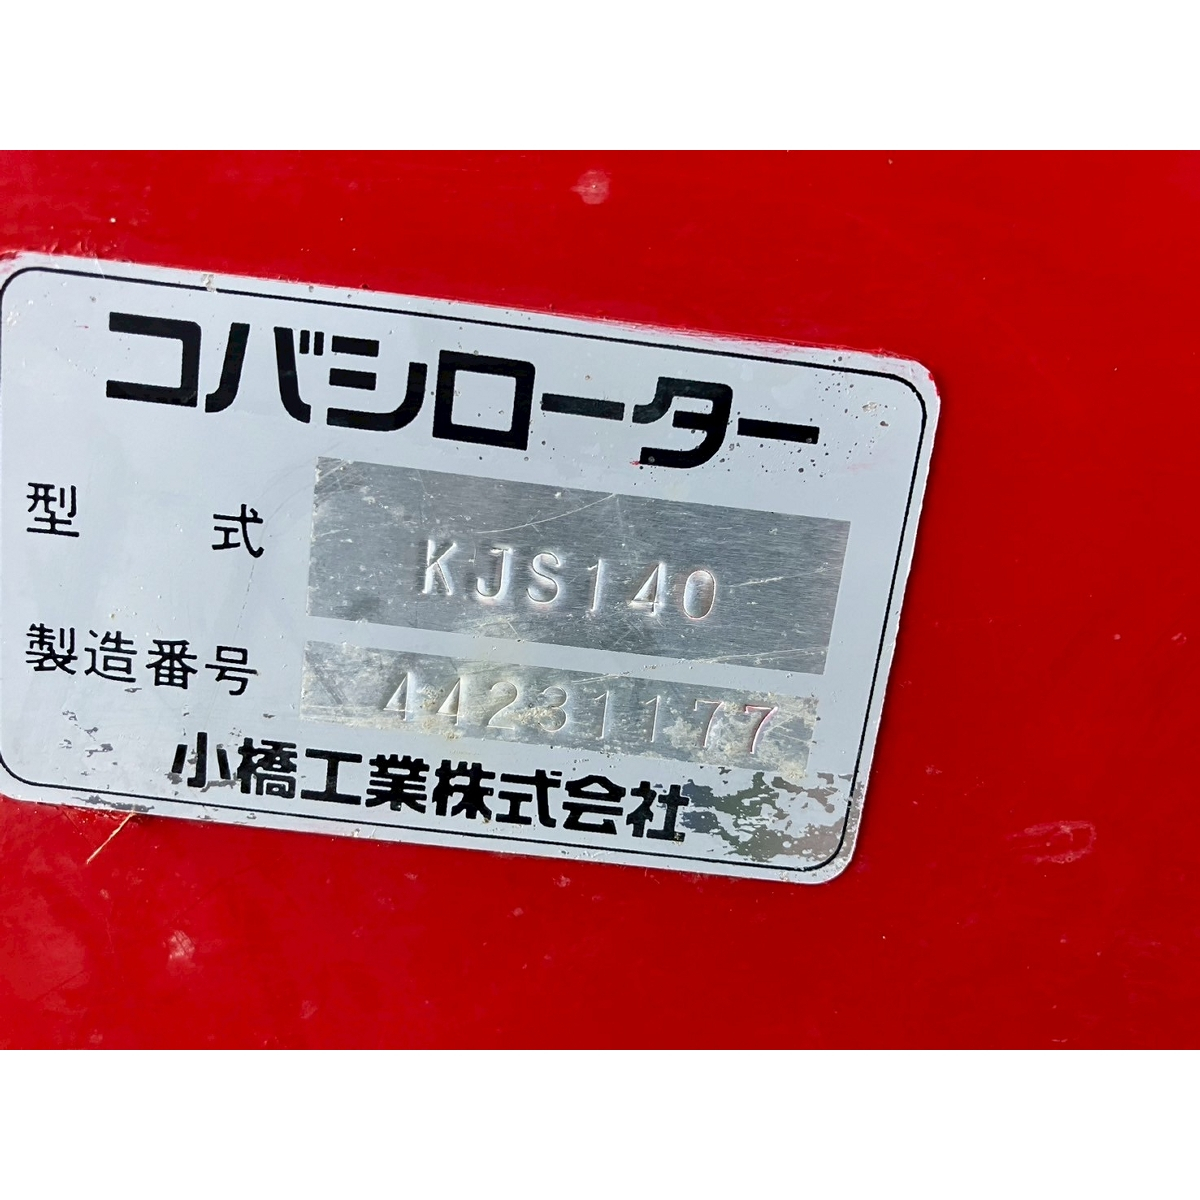 コバシローター
型式 KJS140
製造番号 44231177
小橋工業株式会社